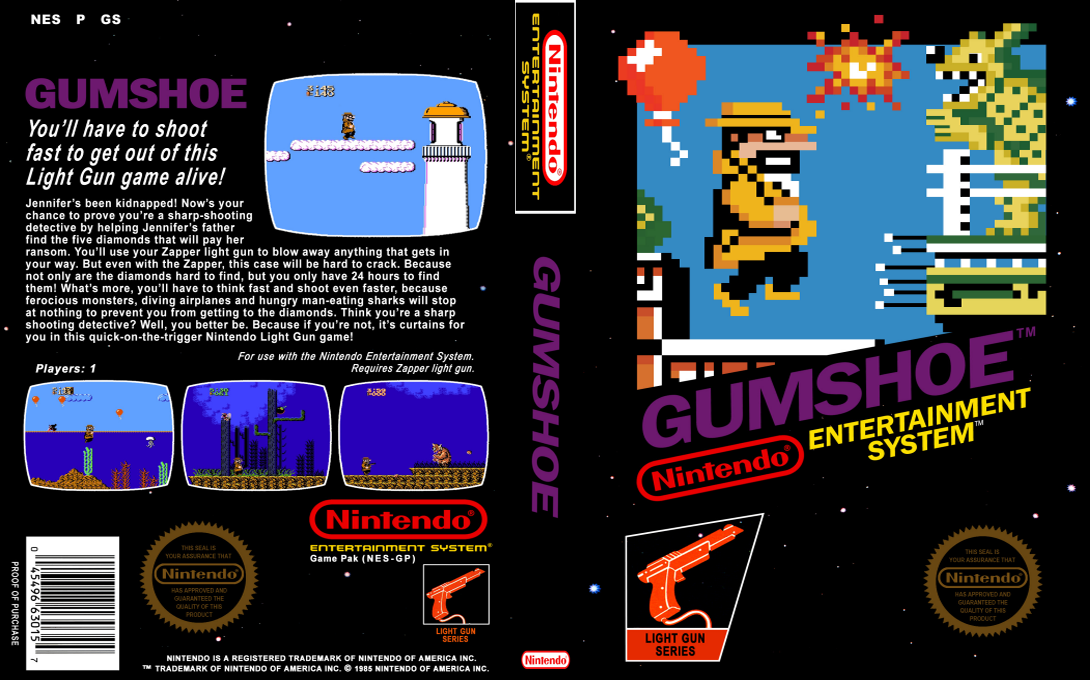 NES P GS
GUMSHOE
You'll have to shoot
fast to get out of this
Light Gun game alive!
Jennifer's been kidnapped! Now's your
chance to prove you're a sharp-shooting
detective by helping Jennifer's father
find the five diamonds that will pay her
ransom. You'll use your Zapper light gun to blow away anything that gets in
your way. But even with the Zapper, this case will be hard to crack. Because
not only are the diamonds hard to find, but you only have 24 hours to find
them! What's more, you'll have to think fast and shoot even faster, because
ferocious monsters, diving airplanes and hungry man-eating sharks will stop
at nothing to prevent you from getting to the diamonds. Think you're a sharp
shooting detective? Well, you better be. Because if you're not, it's curtains for
you in this quick-on-the-trigger Nintendo Light Gun game!
For use with the Nintendo Entertainment System.
Players: 1
Requires Zapper light gun.
Nintendo®
ENTERTAINMENT SYSTEM®
Game Pak (NES-GP)
LIGHT GUN
SERIES
PROOF OF PURCHASE
0 45496 63015 7
THIS SEAL IS
YOUR ASSURANCE THAT
Nintendo®
HAS APPROVED AND
GUARANTEED THE
QUALITY OF THIS
PRODUCT
NINTENDO IS A REGISTERED TRADEMARK OF NINTENDO OF AMERICA INC.
™ TRADEMARK OF NINTENDO OF AMERICA INC. © 1985 NINTENDO OF AMERICA INC.
Nintendo®
ENTERTAINMENT
SYSTEM®
GUMSHOE
Nintendo
GUMSHOE™
Nintendo®
ENTERTAINMENT
SYSTEM™
LIGHT GUN
SERIES
THIS SEAL IS
YOUR ASSURANCE THAT
Nintendo®
HAS APPROVED AND
GUARANTEED THE
QUALITY OF THIS
PRODUCT